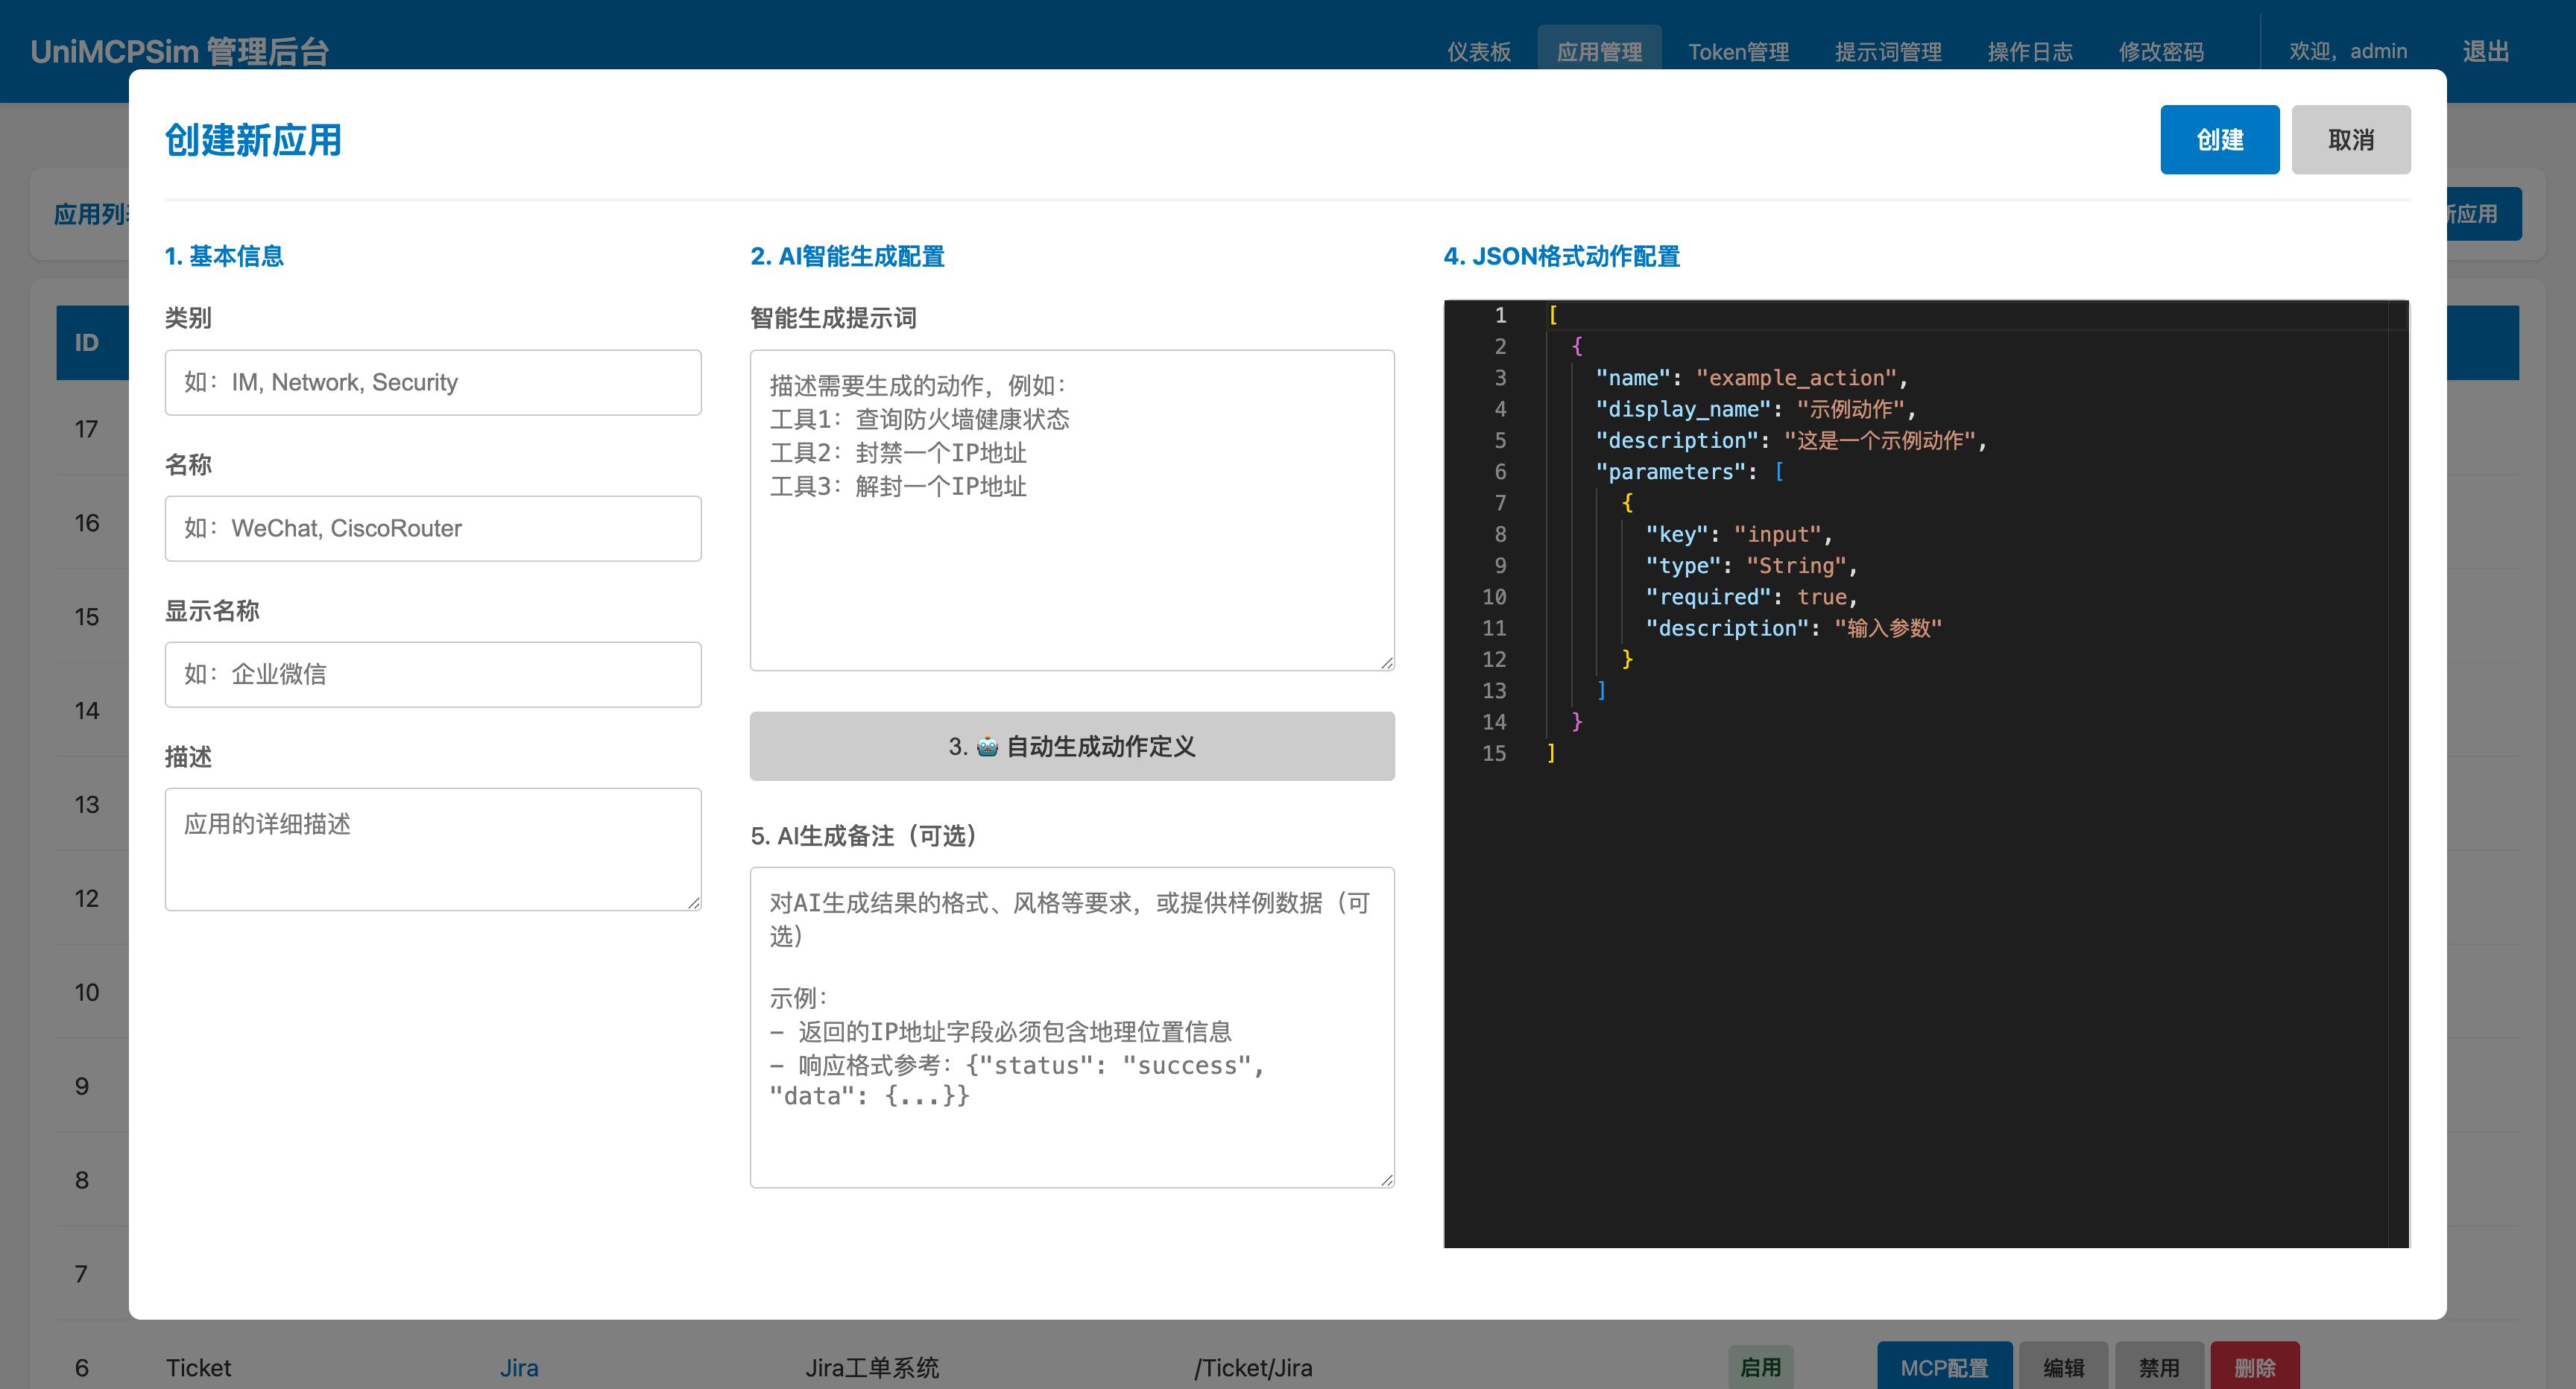 UniMCPSim 管理后台
仪表板
应用管理
Token管理
提示词管理
操作日志
修改密码
欢迎，admin
退出
创建新应用
创建
取消
应用列
新应用
1. 基本信息
类别
如：IM, Network, Security
名称
如：WeChat, CiscoRouter
显示名称
如：企业微信
描述
应用的详细描述
2. AI智能生成配置
智能生成提示词
描述需要生成的动作，例如：
工具1：查询防火墙健康状态
工具2：封禁一个IP地址
工具3：解封一个IP地址
3. 🤖 自动生成动作定义
5. AI生成备注（可选）
对AI生成结果的格式、风格等要求，或提供样例数据（可
选）
示例：
- 返回的IP地址字段必须包含地理位置信息
- 响应格式参考：{"status": "success",
"data": {...}}
4. JSON格式动作配置
1 [
2 {
3 "name": "example_action",
4 "display_name": "示例动作",
5 "description": "这是一个示例动作",
6 "parameters": [
7 {
8 "key": "input",
9 "type": "String",
10 "required": true,
11 "description": "输入参数"
12 }
13 ]
14 }
15 ]
ID
17
16
15
14
13
12
10
9
8
7
6 Ticket Jira Jira工单系统 /Ticket/Jira 启用 MCP配置 编辑 禁用 删除